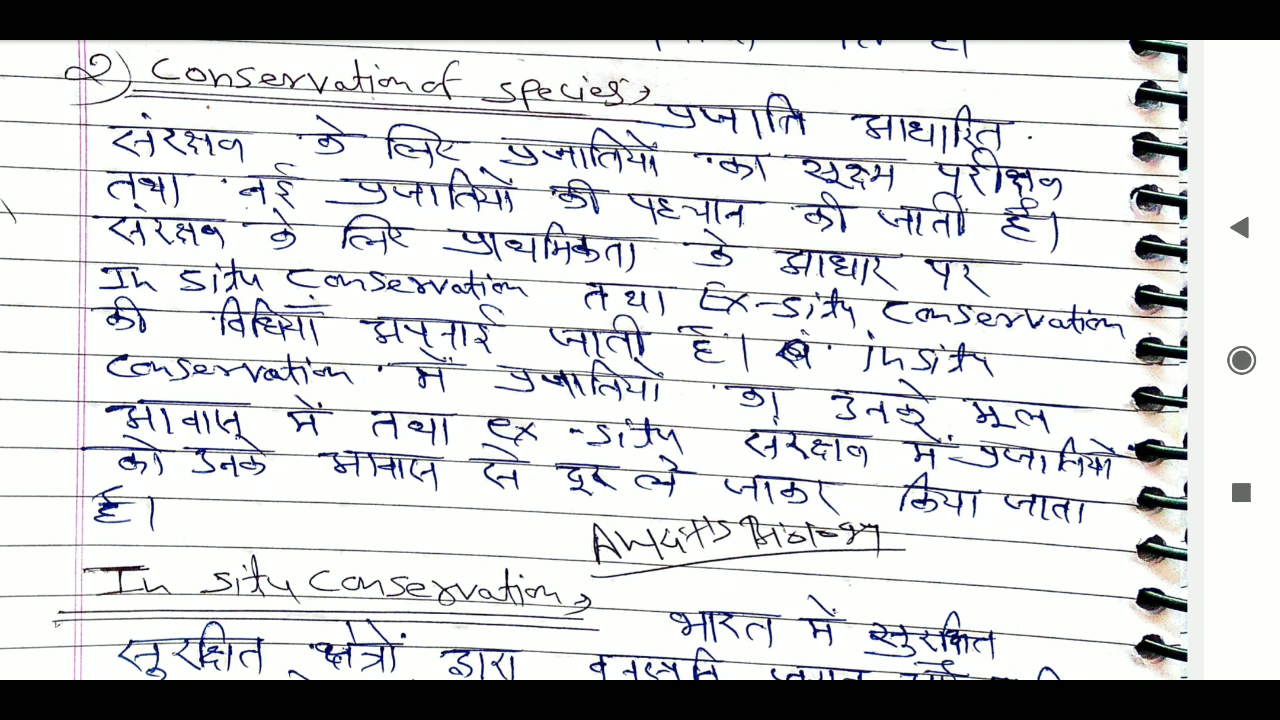 2) Conservation of species,
प्रजाति आधारित
संरक्षण के लिए प्रजातियों का सूक्ष्म परीक्षण
तथा नई प्रजातियों की पहचान की जाती है।
संरक्षण के लिए प्राथमिकता के आधार पर
In situ Conservation तथा Ex-situ Conservation
की विधियाँ अपनाई जाती है। in situ
Conservation में प्रजातियों का उनके मूल
आवास में तथा ex-situ संरक्षण में प्रजातियों
को उनके आवास से दूर ले जाकर किया जाता
है।
Ankit's Biology
In situ Conservation,
भारत में सुरक्षित
सुरक्षित क्षेत्रों द्वारा